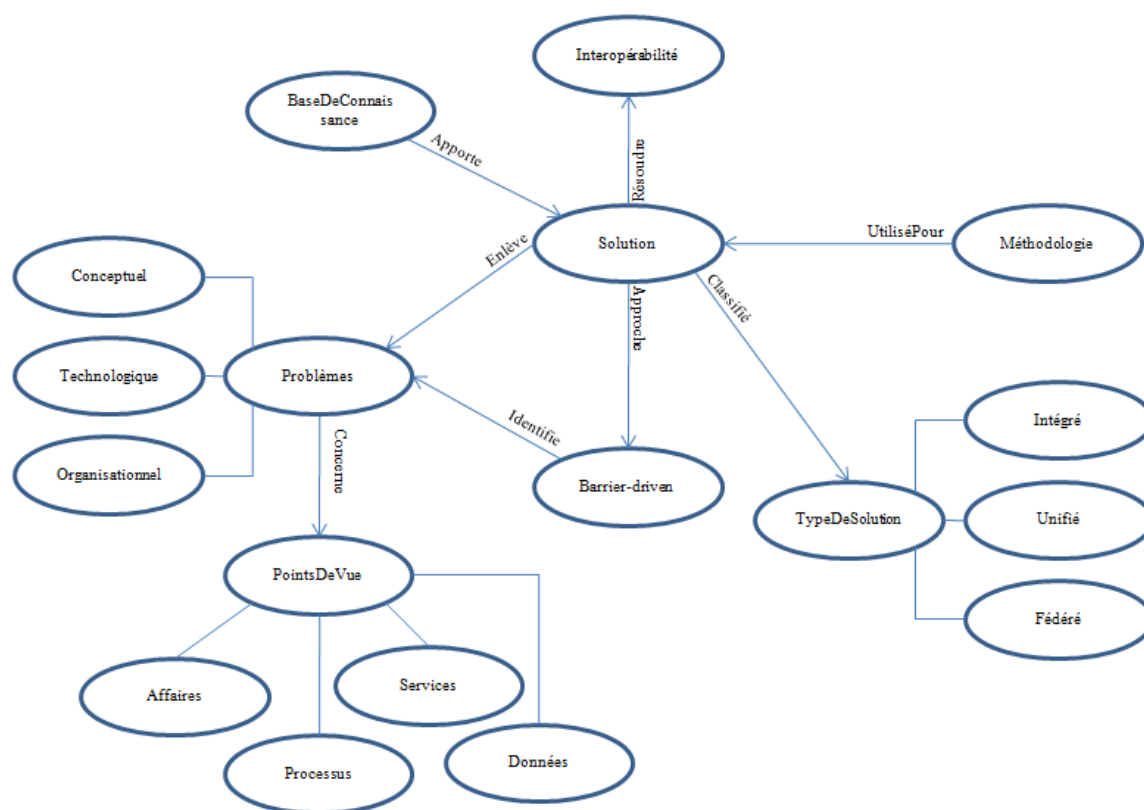 Interopérabilité
BaseDeConnais
sance
Apporte
Résoudre
Solution
UtiliséPour
Méthodologie
Enlève
Approche
Classifié
Conceptuel
Technologique
Problèmes
Organisationnel
Identifie
Concerne
Barrier-driven
Intégré
TypeDeSolution
Unifié
Fédéré
PointsDeVue
Affaires
Services
Processus
Données